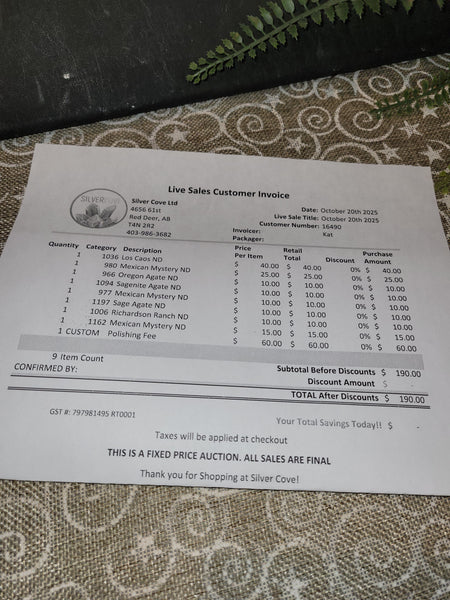 Live Sales Customer Invoice
SILVER COVE
Silver Cove Ltd
4656 61st
Red Deer, AB
T4N 2R2
403-986-3682
Date: October 20th 2025
Live Sale Title: October 20th 2025
Customer Number: 16490
Invoicer: Kat
Packager:
Quantity Category Description Price Per Item Retail Total Discount Purchase Amount
1 1036 Los Caos ND $ 40.00 $ 40.00 0% $ 40.00
1 980 Mexican Mystery ND $ 25.00 $ 25.00 0% $ 25.00
1 966 Oregon Agate ND $ 10.00 $ 10.00 0% $ 10.00
1 1094 Sagenite Agate ND $ 10.00 $ 10.00 0% $ 10.00
1 977 Mexican Mystery ND $ 10.00 $ 10.00 0% $ 10.00
1 1197 Sage Agate ND $ 10.00 $ 10.00 0% $ 10.00
1 1006 Richardson Ranch ND $ 10.00 $ 10.00 0% $ 10.00
1 1162 Mexican Mystery ND $ 15.00 $ 15.00 0% $ 15.00
1 CUSTOM Polishing Fee $ 60.00 $ 60.00 0% $ 60.00
9 Item Count
Subtotal Before Discounts $ 190.00
CONFIRMED BY:
Discount Amount $ -
TOTAL After Discounts $ 190.00
GST #: 797981495 RT0001
Your Total Savings Today!! $ -
Taxes will be applied at checkout
THIS IS A FIXED PRICE AUCTION. ALL SALES ARE FINAL
Thank you for Shopping at Silver Cove!